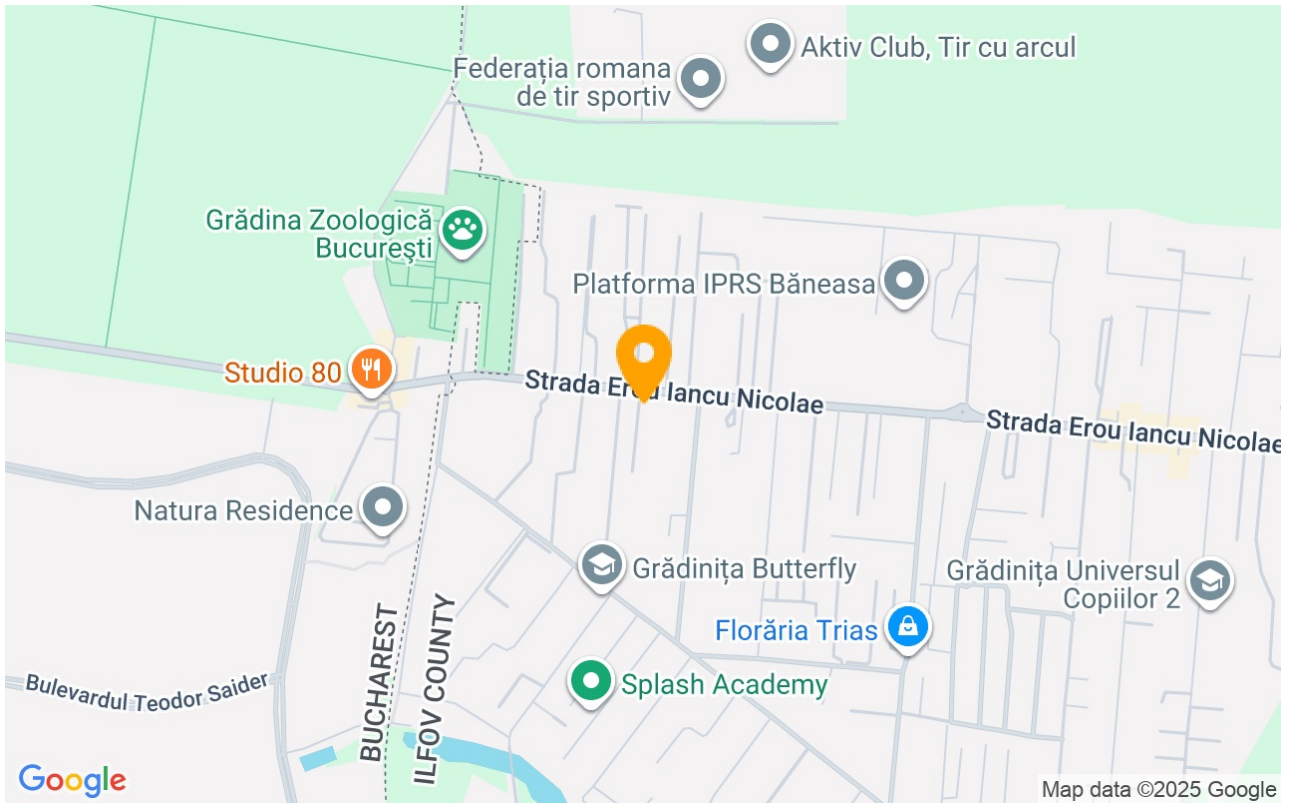 Aktiv Club, Tir cu arcul
Federația romana
de tir sportiv
Grădina Zoologică
București
Platforma IPRS Băneasa
Studio 80
Strada Erou Iancu Nicolae
Strada Erou Iancu Nicolae
Natura Residence
Grădinița Butterfly
Grădinița Universul
Copiilor 2
Florăria Trias
BUCHAREST
ILFOV COUNTY
Splash Academy
Bulevardul Teodor Saider
Google
Map data ©2025 Google